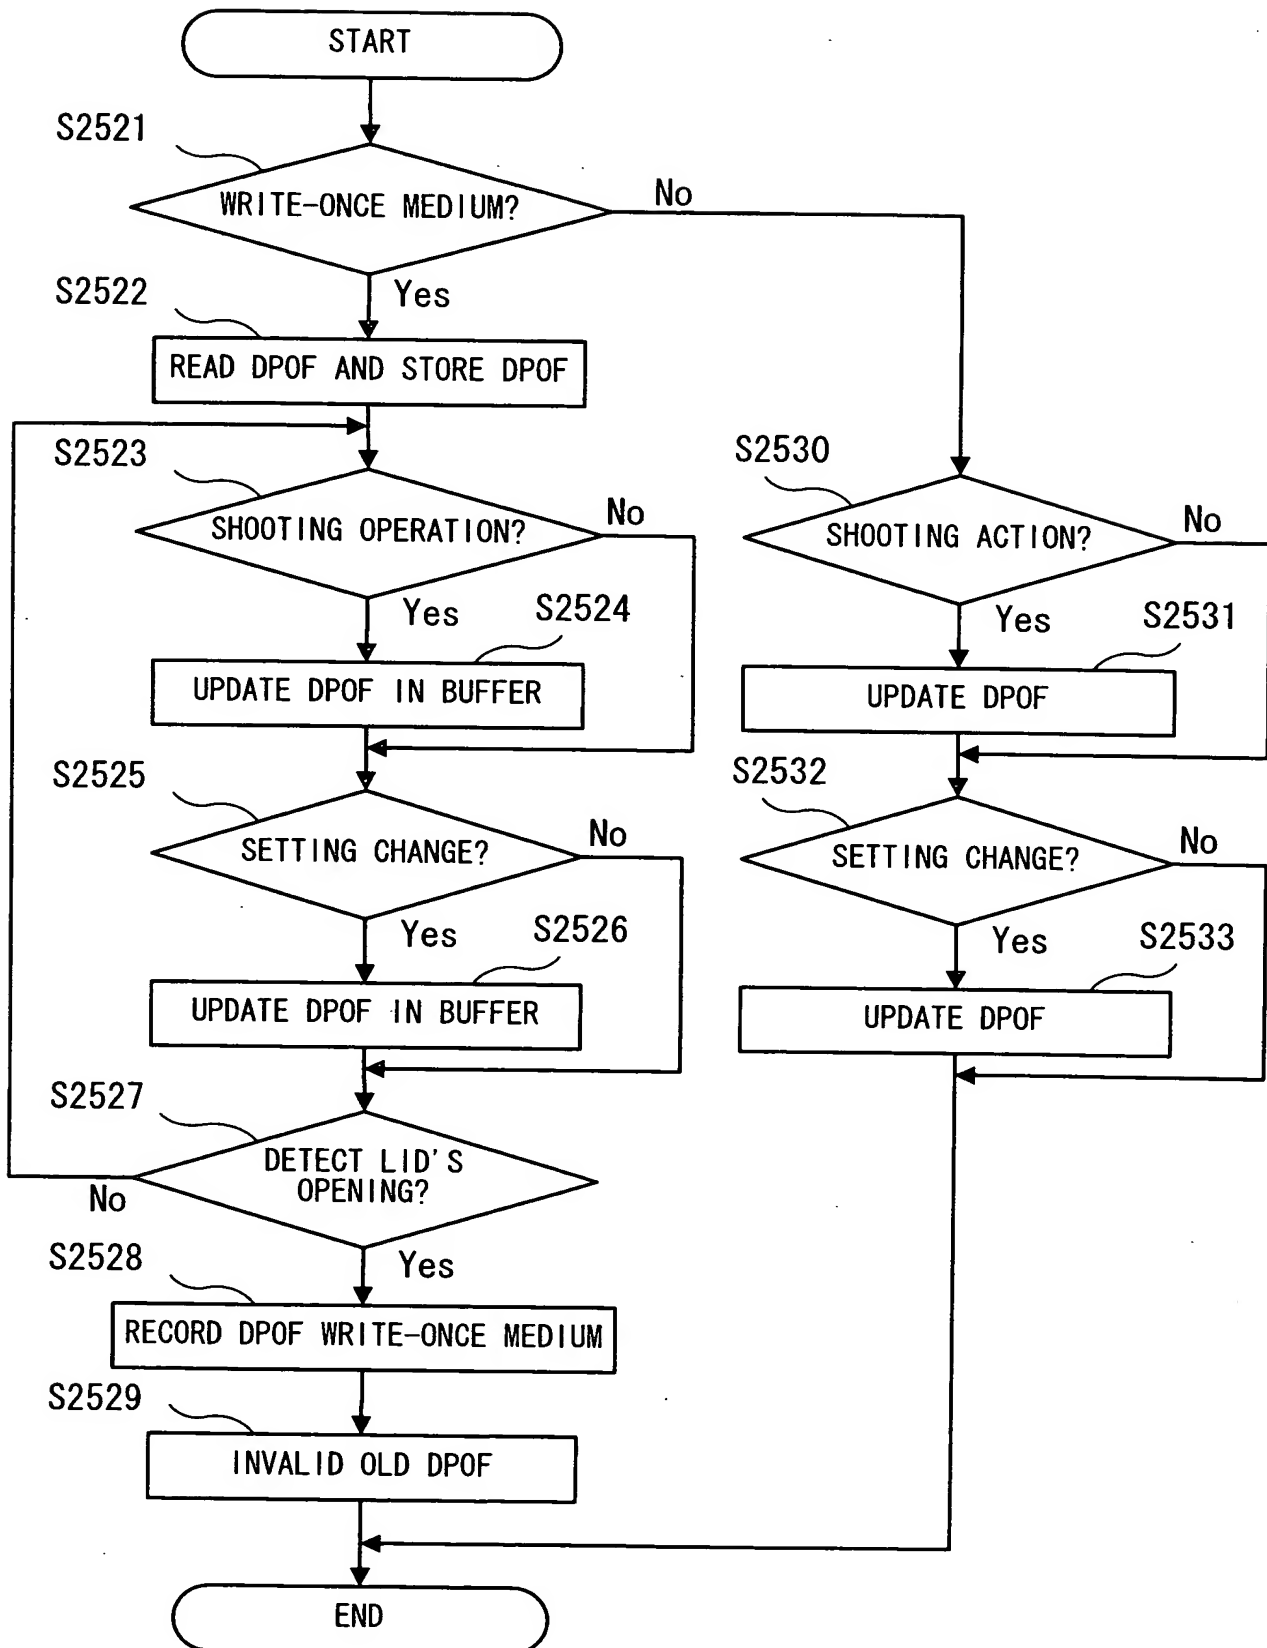 START
S2521
WRITE-ONCE MEDIUM?
No
Yes
S2522
READ DPOF AND STORE DPOF
S2523
SHOOTING OPERATION?
No
Yes
S2524
UPDATE DPOF IN BUFFER
S2525
SETTING CHANGE?
No
Yes
S2526
UPDATE DPOF IN BUFFER
S2527
DETECT LID'S
OPENING?
No
Yes
S2528
RECORD DPOF WRITE-ONCE MEDIUM
S2529
INVALID OLD DPOF
S2530
SHOOTING ACTION?
No
Yes
S2531
UPDATE DPOF
S2532
SETTING CHANGE?
No
Yes
S2533
UPDATE DPOF
END